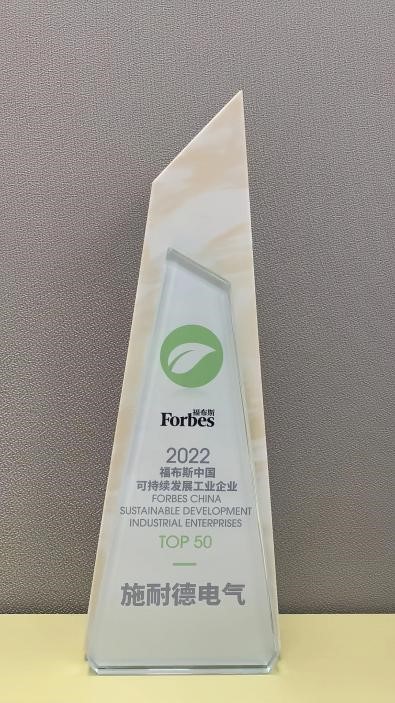 福布斯
Forbes
2022
福布斯中国
可持续发展工业企业
FORBES CHINA
SUSTAINABLE DEVELOPMENT
INDUSTRIAL ENTERPRISES
TOP 50
施耐德电气